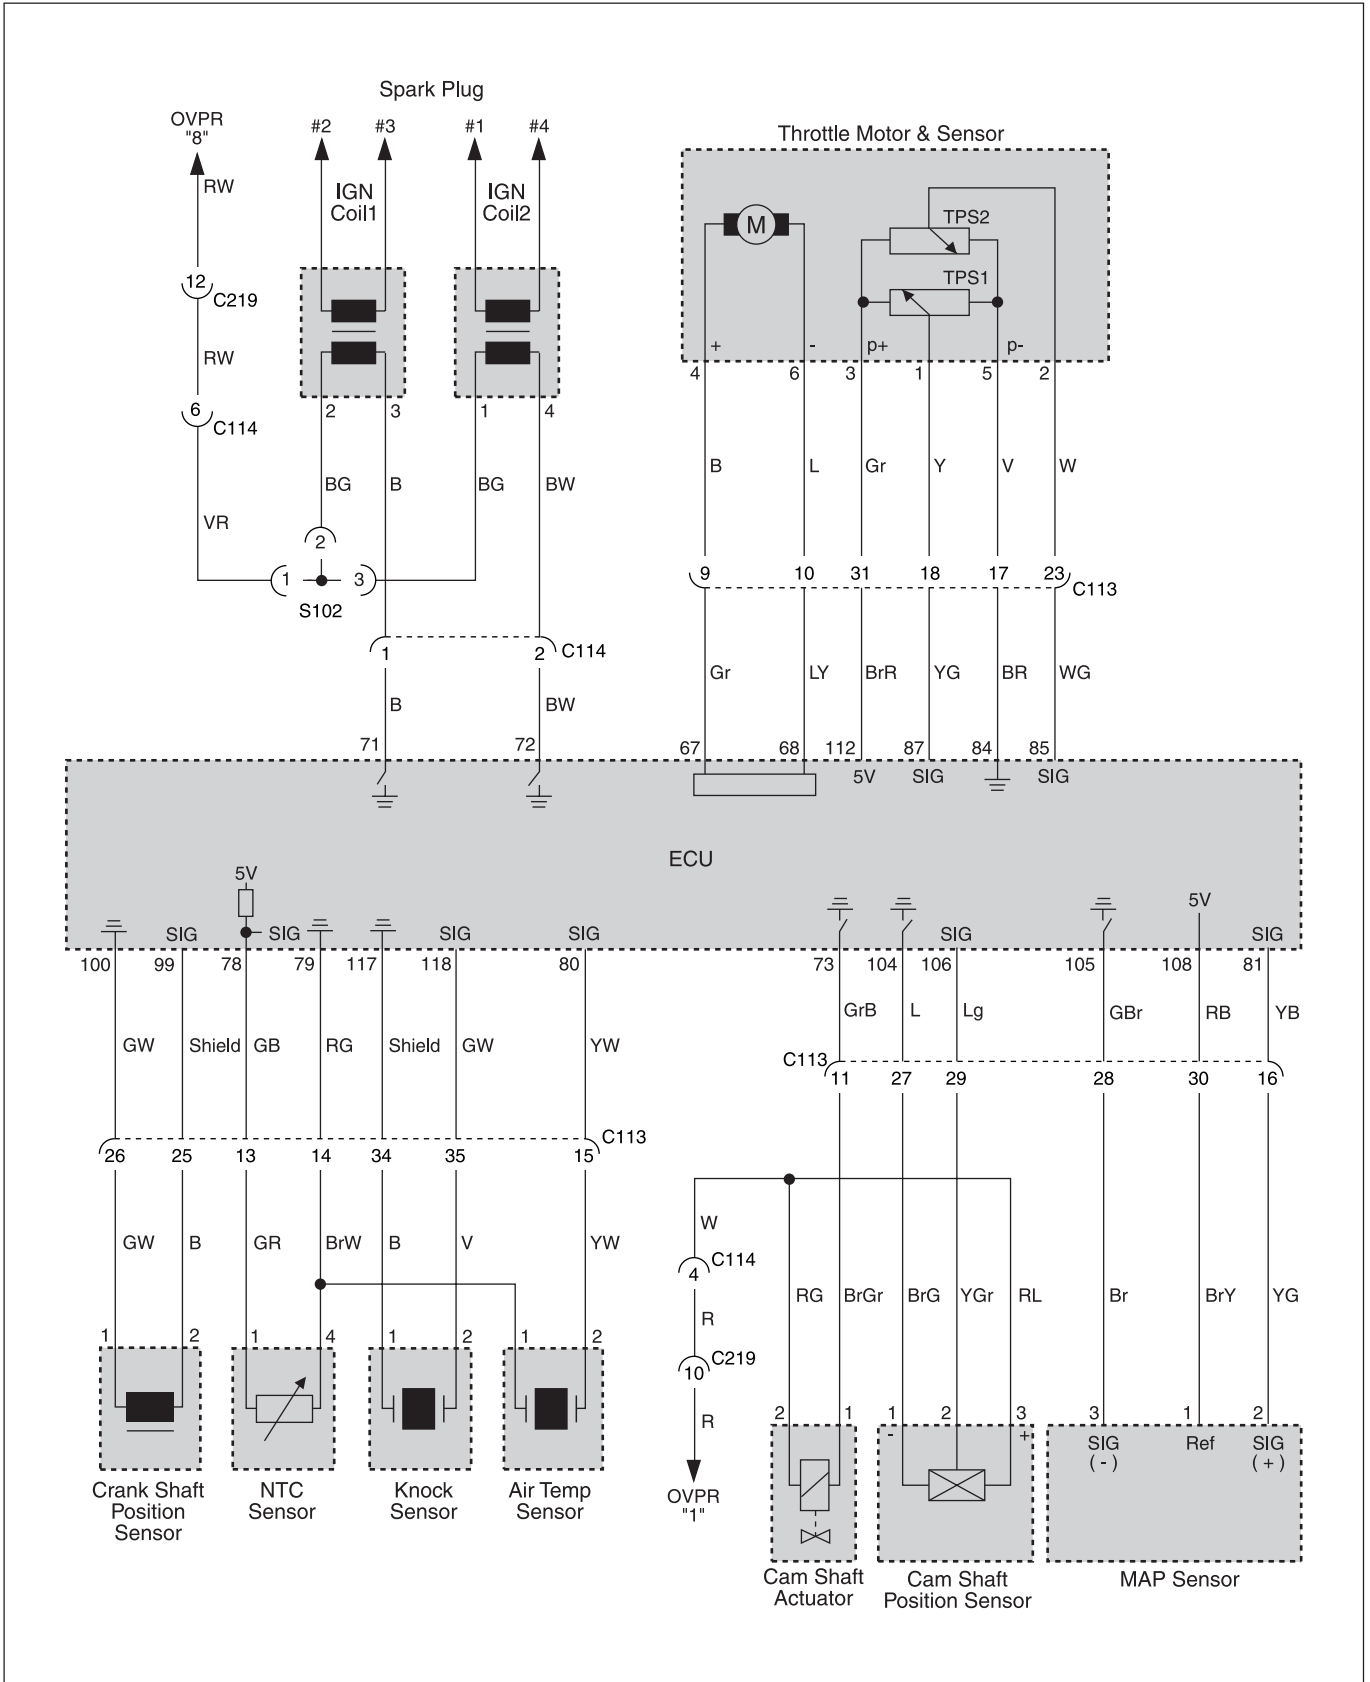 Spark Plug
OVPR
"8"
#2 #3 #1 #4
Throttle Motor & Sensor
RW
IGN
Coil1
IGN
Coil2
M
TPS2
TPS1
12
C219
RW
+ - p+ p-
4 6 3 1 5 2
6
C114
2 3 1 4
B L Gr Y V W
BG B BG BW
VR
2
1 3
S102
9 10 31 18 17 23
C113
1 2 C114
Gr LY BrR YG BR WG
B BW
71 72 67 68 112 87 84 85
5V SIG SIG
ECU
5V
5V
SIG SIG SIG SIG SIG SIG
100 99 78 79 117 118 80 73 104 106 105 108 81
GrB L Lg GBr RB YB
GW Shield GB RG Shield GW YW
C113
11 27 29 28 30 16
C113
26 25 13 14 34 35 15
W
GW B GR BrW B V YW
C114
4
RG BrGr BrG YGr RL Br BrY YG
R
1 2 1 4 1 2 1 2
C219
10
R
2 1 1 2 3 3 1 2
- +
SIG
( - )
Ref
SIG
( + )
Crank Shaft
Position
Sensor
NTC
Sensor
Knock
Sensor
Air Temp
Sensor
OVPR
"1"
Cam Shaft
Actuator
Cam Shaft
Position Sensor
MAP Sensor